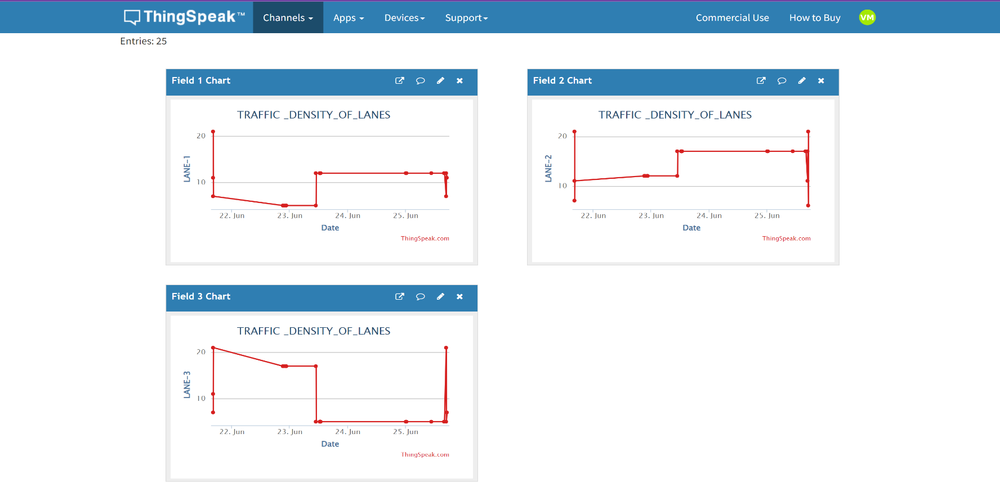 ThingSpeak™ Channels Apps Devices Support Commercial Use How to Buy VM
Entries: 25
Field 1 Chart
TRAFFIC _DENSITY_OF_LANES
LANE-1
20
10
22. Jun 23. Jun 24. Jun 25. Jun
Date
ThingSpeak.com
Field 2 Chart
TRAFFIC _DENSITY_OF_LANES
LANE-2
20
10
22. Jun 23. Jun 24. Jun 25. Jun
Date
ThingSpeak.com
Field 3 Chart
TRAFFIC _DENSITY_OF_LANES
LANE-3
20
10
22. Jun 23. Jun 24. Jun 25. Jun
Date
ThingSpeak.com